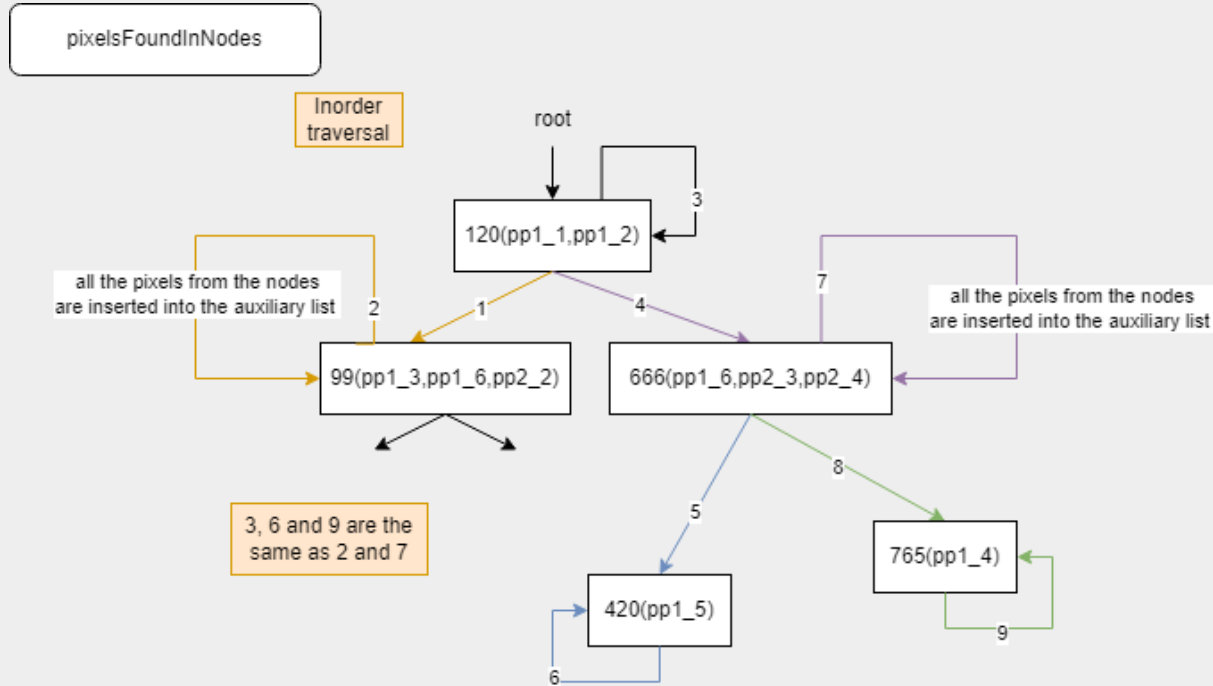 pixelsFoundInNodes
Inorder
traversal
root
3
120(pp1_1,pp1_2)
all the pixels from the nodes
are inserted into the auxiliary list
2
1
4
7
all the pixels from the nodes
are inserted into the auxiliary list
99(pp1_3,pp1_6,pp2_2)
666(pp1_6,pp2_3,pp2_4)
8
3, 6 and 9 are the
same as 2 and 7
5
765(pp1_4)
420(pp1_5)
9
6